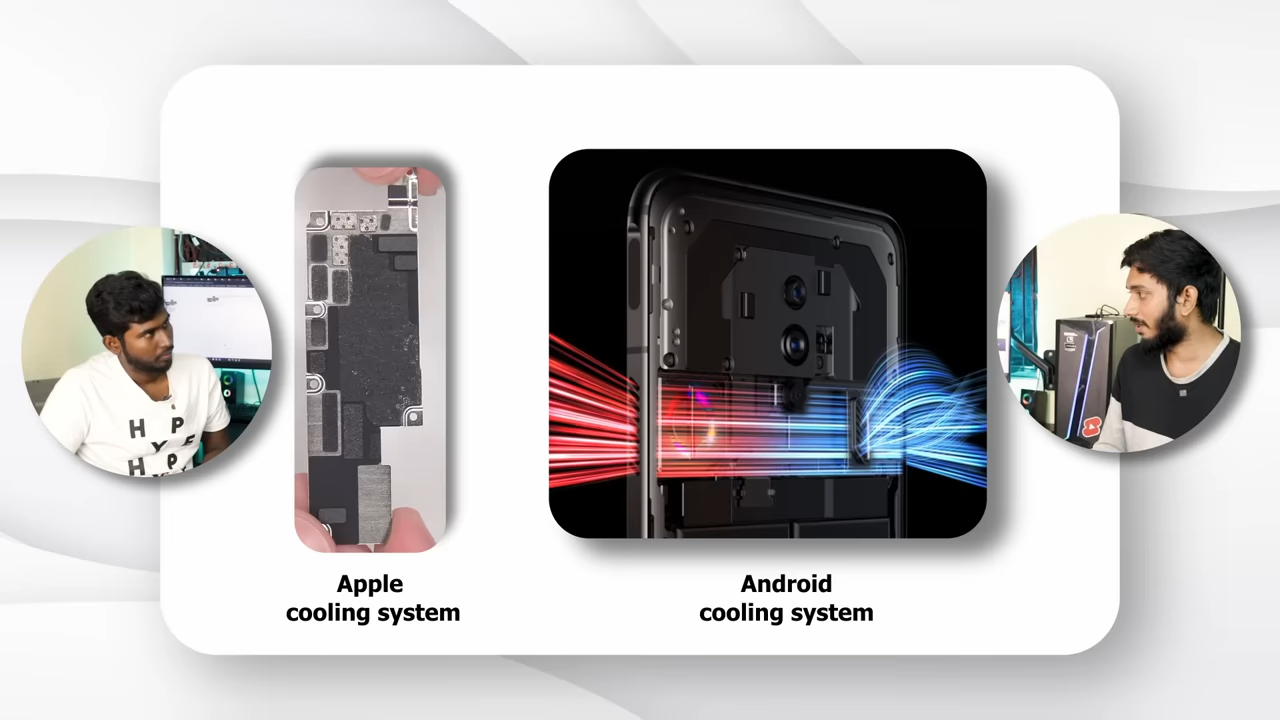 H P
Y E
H P
Apple
cooling system
Android
cooling system